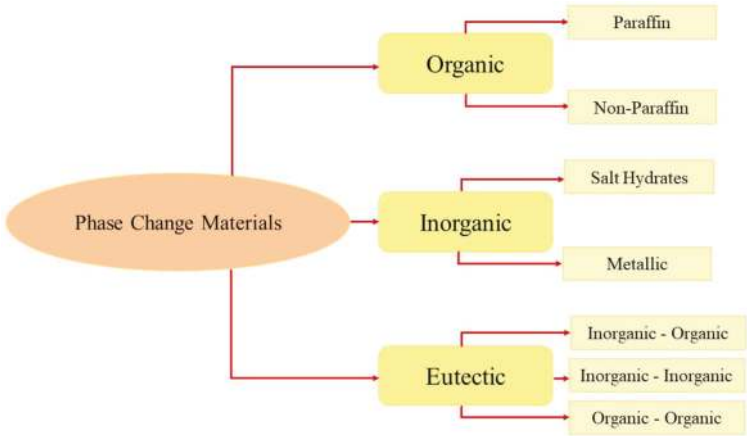 Paraffin
Organic
Non-Paraffin
Salt Hydrates
Phase Change Materials
Inorganic
Metallic
Inorganic - Organic
Eutectic
Inorganic - Inorganic
Organic - Organic